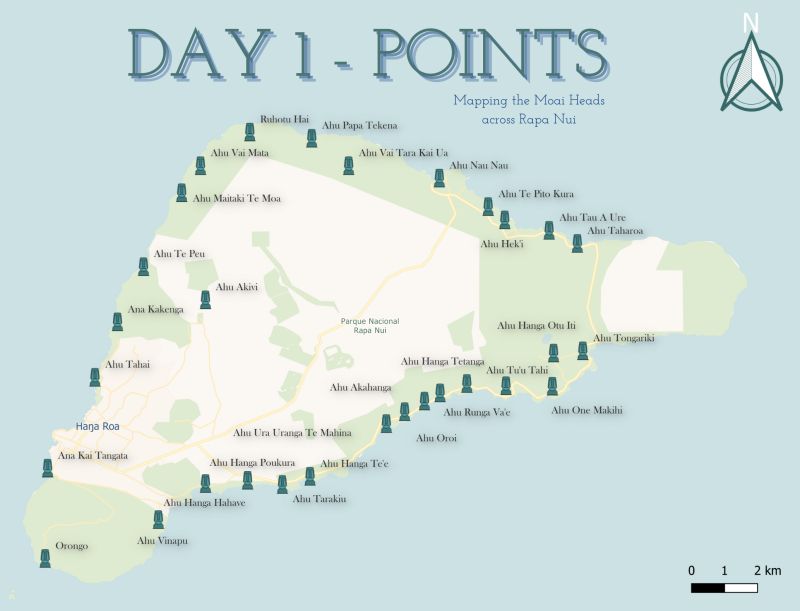 DAY 1 - POINTS
N
Mapping the Moai Heads
across Rapa Nui
Ruhotu Hai
Ahu Papa Tekena
Ahu Vai Mata
Ahu Vai Tara Kai Ua
Ahu Nau Nau
Ahu Maitaki Te Moa
Ahu Te Pito Kura
Ahu Tau A Ure
Ahu Taharoa
Ahu Hek'i
Ahu Te Peu
Ahu Akivi
Ana Kakenga
Parque Nacional
Rapa Nui
Ahu Hanga Otu Iti
Ahu Tongariki
Ahu Tahai
Ahu Hanga Tetanga
Ahu Tu'u Tahi
Ahu Akahanga
Ahu Runga Va'e
Ahu One Makihi
Haŋa Roa
Ahu Ura Uranga Te Mahina
Ahu Oroi
Ana Kai Tangata
Ahu Hanga Poukura
Ahu Hanga Te'e
Ahu Hanga Hahave
Ahu Tarakiu
Ahu Vinapu
Orongo
0 1 2 km